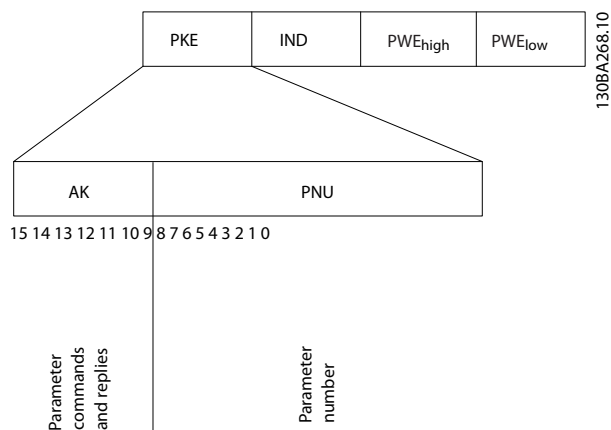 PKE IND PWEhigh PWElow
130BA268.10
AK PNU
15 14 13 12 11 10 9 8 7 6 5 4 3 2 1 0
Parameter
commands
and replies
Parameter
number